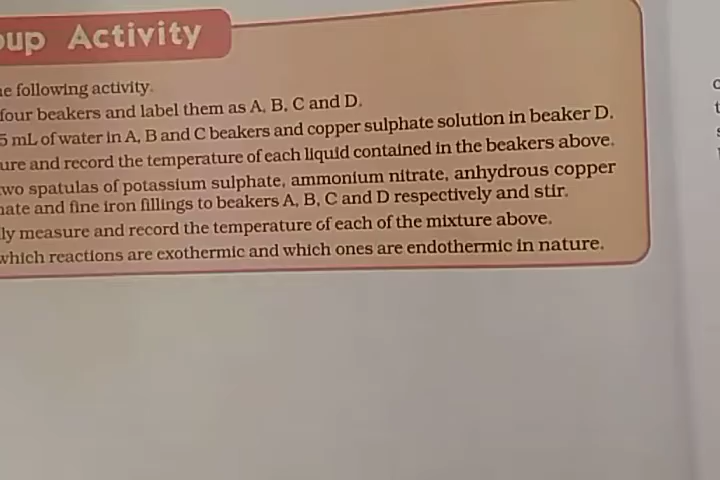 oup Activity
e following activity.
four beakers and label them as A, B, C and D.
5 mL of water in A, B and C beakers and copper sulphate solution in beaker D.
ure and record the temperature of each liquid contained in the beakers above.
wo spatulas of potassium sulphate, ammonium nitrate, anhydrous copper
ate and fine iron fillings to beakers A, B, C and D respectively and stir.
ly measure and record the temperature of each of the mixture above.
which reactions are exothermic and which ones are endothermic in nature.